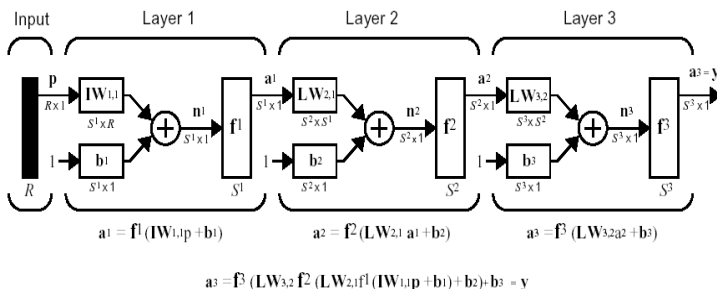 Input Layer 1 Layer 2 Layer 3
p IW1,1 a1 LW2,1 a2 LW3,2 a3 = y
R×1 S1×R n1 S1×1 S2×S1 n2 S2×1 S3×S2 n3 S3×1
S1×1 f1 S2×1 f2 S3×1 f3
1 b1 1 b2 1 b3
R S1×1 S1 S2×1 S2 S3×1 S3
a1 = f1(IW1,1p +b1) a2 = f2(LW2,1 a1+b2) a3 =f3 (LW3,2a2 +b3)
a3 =f3 (LW3,2 f2 (LW2,1f1(IW1,1p + b1)+ b2)+ b3 = y